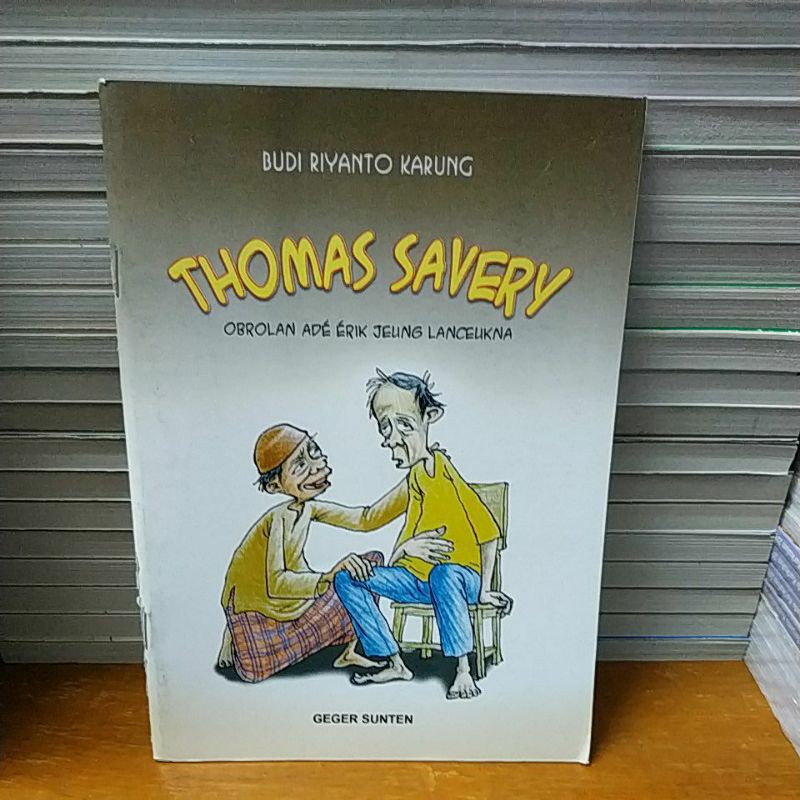 BUDI RIYANTO KARUNG
THOMAS SAVERY
OBROLAN ADÉ ÉRIK JEUNG LANCEUKNA
GEGER SUNTEN